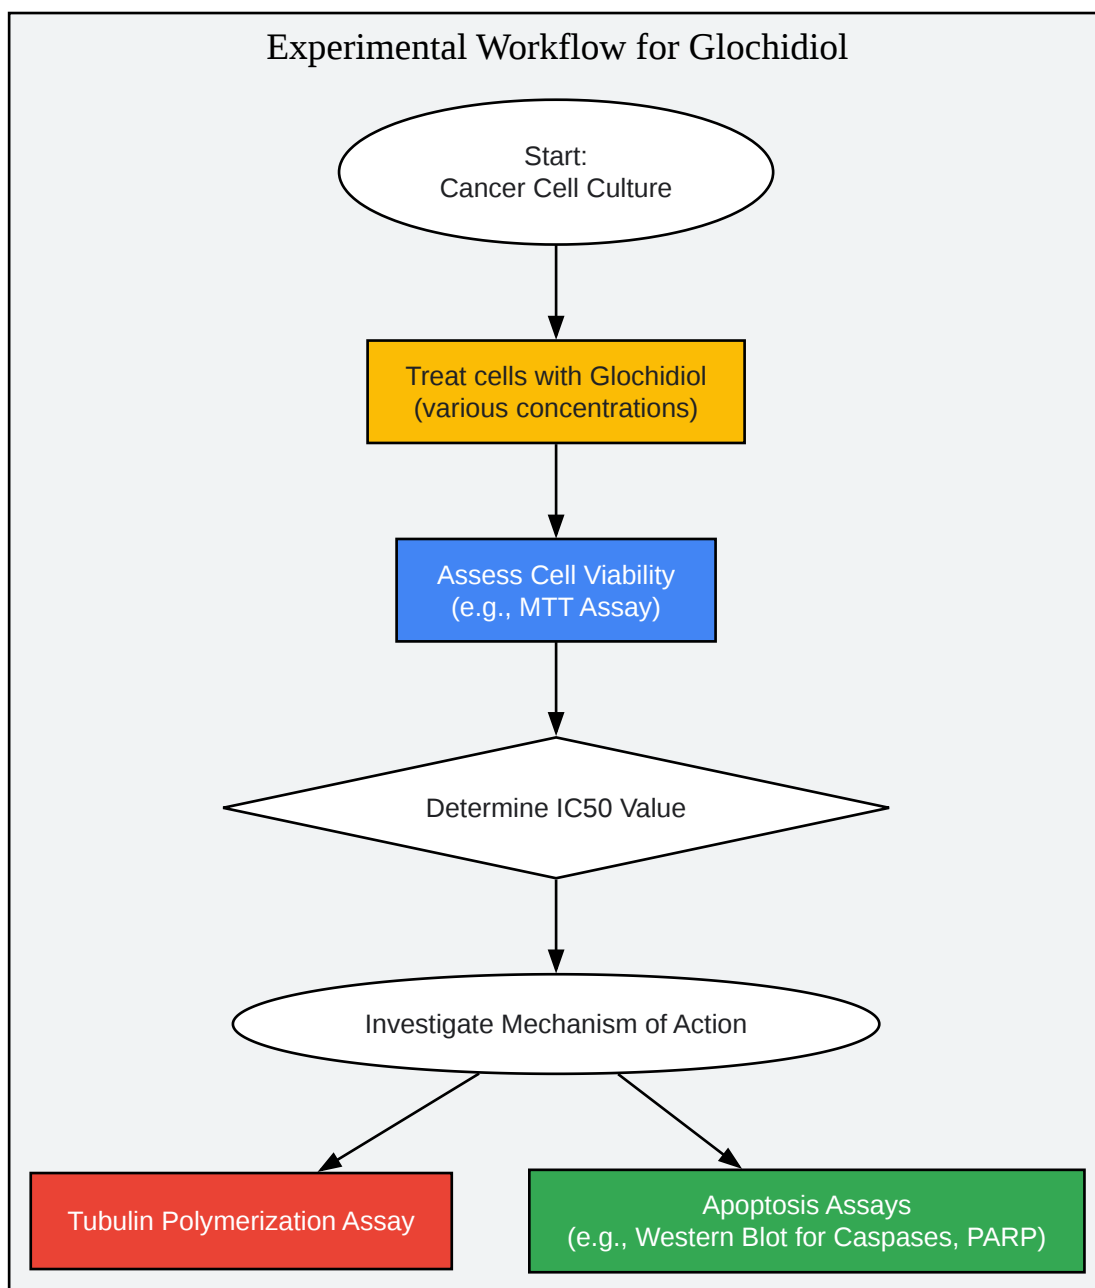 Experimental Workflow for Glochidiol
Start:
Cancer Cell Culture
Treat cells with Glochidiol
(various concentrations)
Assess Cell Viability
(e.g., MTT Assay)
Determine IC50 Value
Investigate Mechanism of Action
Tubulin Polymerization Assay
Apoptosis Assays
(e.g., Western Blot for Caspases, PARP)